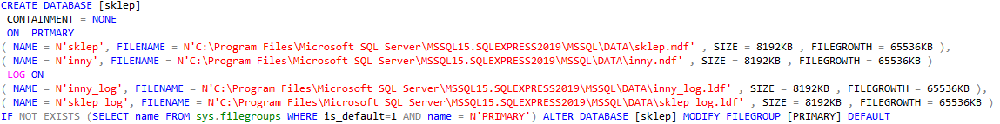 CREATE DATABASE [sklep]
CONTAINMENT = NONE
ON  PRIMARY
( NAME = N'sklep', FILENAME = N'C:\Program Files\Microsoft SQL Server\MSSQL15.SQLEXPRESS2019\MSSQL\DATA\sklep.mdf' , SIZE = 8192KB , FILEGROWTH = 65536KB ),
( NAME = N'inny', FILENAME = N'C:\Program Files\Microsoft SQL Server\MSSQL15.SQLEXPRESS2019\MSSQL\DATA\inny.ndf' , SIZE = 8192KB , FILEGROWTH = 65536KB )
LOG ON
( NAME = N'inny_log', FILENAME = N'C:\Program Files\Microsoft SQL Server\MSSQL15.SQLEXPRESS2019\MSSQL\DATA\inny_log.ldf' , SIZE = 8192KB , FILEGROWTH = 65536KB ),
( NAME = N'sklep_log', FILENAME = N'C:\Program Files\Microsoft SQL Server\MSSQL15.SQLEXPRESS2019\MSSQL\DATA\sklep_log.ldf' , SIZE = 8192KB , FILEGROWTH = 65536KB )
IF NOT EXISTS (SELECT name FROM sys.filegroups WHERE is_default=1 AND name = N'PRIMARY') ALTER DATABASE [sklep] MODIFY FILEGROUP [PRIMARY] DEFAULT